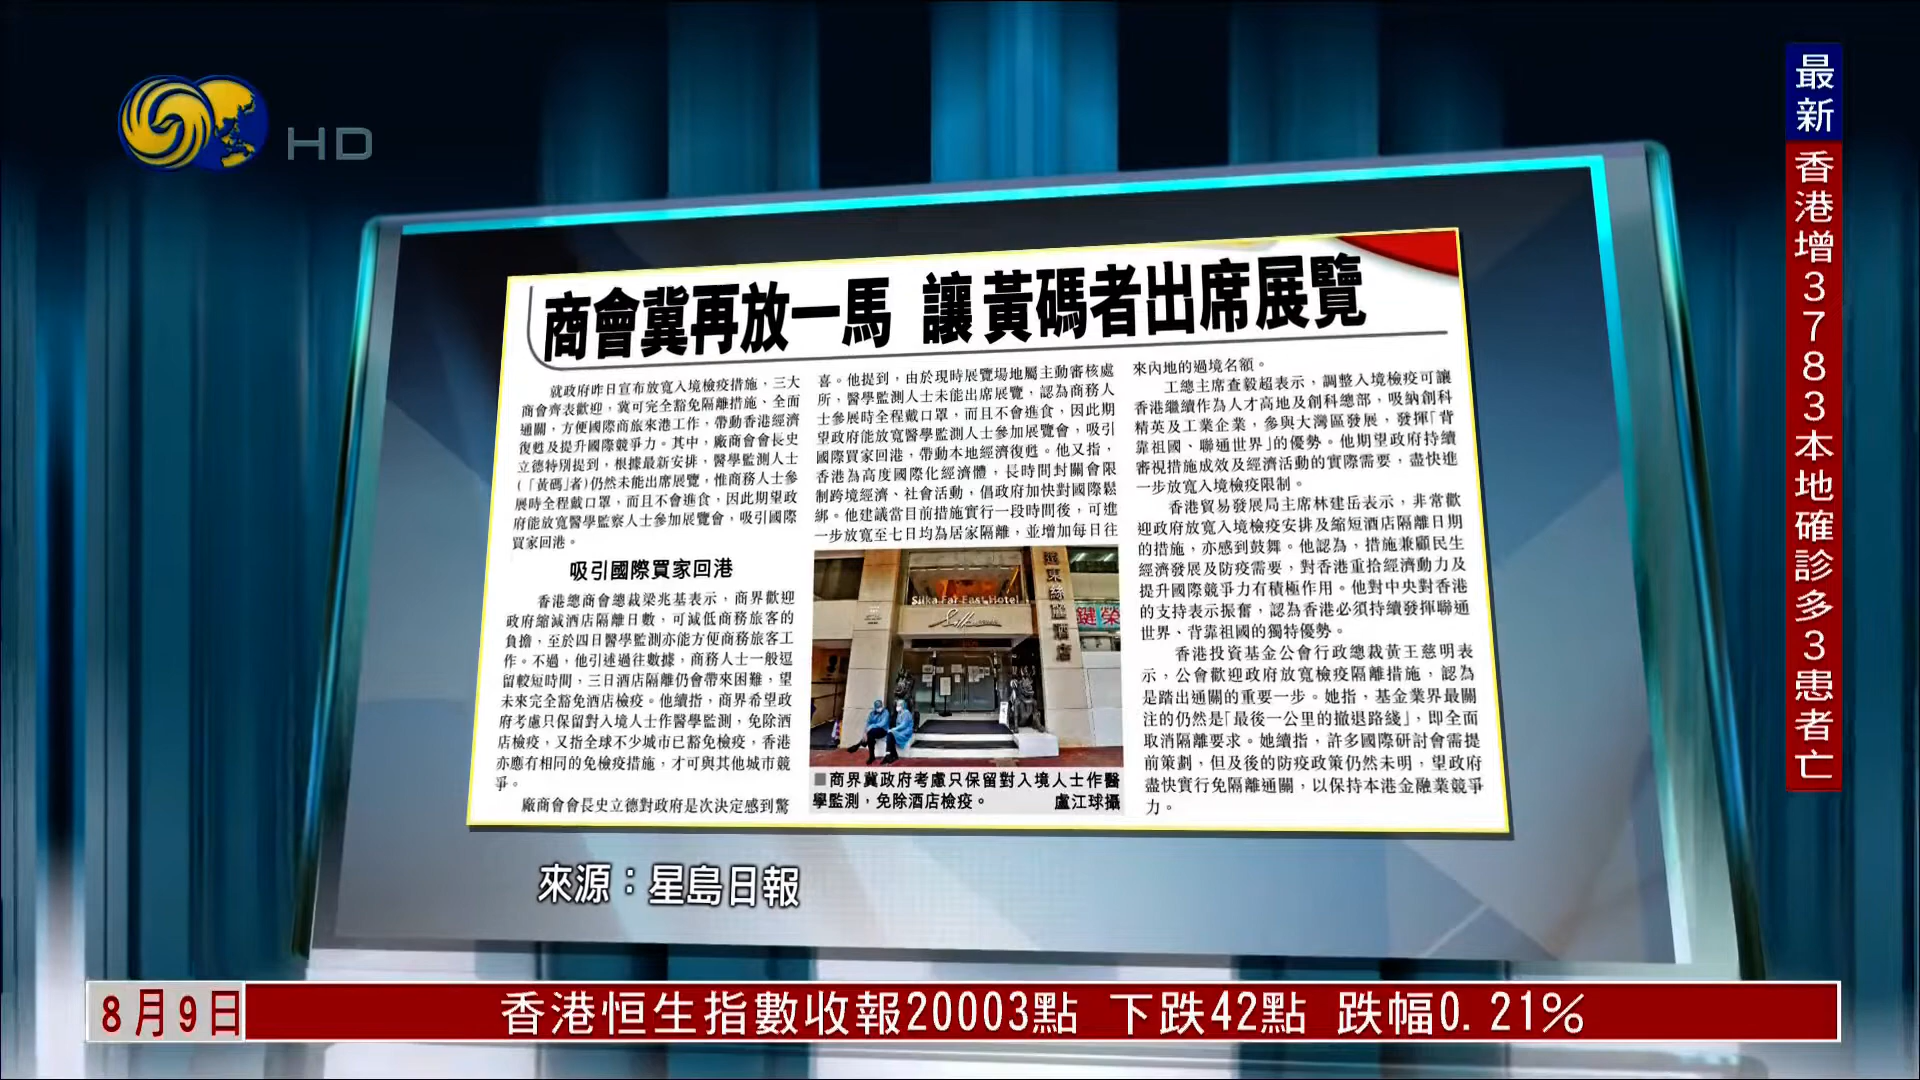 HD
最新 香港增3783本地確診多3患者亡
商會冀再放一馬 讓黃碼者出席展覽
就政府昨日宣布放寬入境檢疫措施，三大
商會齊表歡迎，冀可完全豁免隔離措施、全面
通關，方便國際商旅來港工作，帶動香港經濟
復甦及提升國際競爭力。其中，廠商會會長史
立德特別提到，根據最新安排，醫學監測人士
(「黃碼」者)仍然未能出席展覽，惟商務人士參
展時全程戴口罩，而且不會進食，因此期望政
府能放寬醫學監察人士參加展覽會，吸引國際
買家回港。
吸引國際買家回港
香港總商會總裁梁兆基表示，商界歡迎
政府縮減酒店隔離日數，可減低商務旅客的
負擔，至於四日醫學監測亦能方便商務旅客工
作。不過，他引述過往數據，商務人士一般逗
留較短時間，三日酒店隔離仍會帶來困難，望
未來完全豁免酒店檢疫。他續指，商界希望政
府考慮只保留對入境人士作醫學監測，免除酒
店檢疫，又指全球不少城市已豁免檢疫，香港
亦應有相同的免檢疫措施，才可與其他城市競
爭。
廠商會會長史立德對政府是次決定感到驚
喜。他提到，由於現時展覽場地屬主動審核處
所，醫學監測人士未能出席展覽，認為商務人
士參展時全程戴口罩，而且不會進食，因此期
望政府能放寬醫學監測人士參加展覽會，吸引
國際買家回港，帶動本地經濟復甦。他又指，
香港為高度國際化經濟體，長時間封關會限
制跨境經濟、社會活動，倡政府加快對國際鬆
綁。他建議當目前措施實行一段時間後，可進
一步放寬至七日均為居家隔離，並增加每日往
Silka Far East Hotel
Silka
遠東絲麗酒店
鍵榮
■商界冀政府考慮只保留對入境人士作醫
學監測，免除酒店檢疫。 盧江球攝
來內地的過境名額。
工總主席查毅超表示，調整入境檢疫可讓
香港繼續作為人才高地及創科總部，吸納創科
精英及工業企業，參與大灣區發展，發揮「背
靠祖國、聯通世界」的優勢。他期望政府持續
審視措施成效及經濟活動的實際需要，盡快進
一步放寬入境檢疫限制。
香港貿易發展局主席林建岳表示，非常歡
迎政府放寬入境檢疫安排及縮短酒店隔離日期
的措施，亦感到鼓舞。他認為，措施兼顧民生
經濟發展及防疫需要，對香港重拾經濟動力及
提升國際競爭力有積極作用。他對中央對香港
的支持表示振奮，認為香港必須持續發揮聯通
世界、背靠祖國的獨特優勢。
香港投資基金公會行政總裁黃王慈明表
示，公會歡迎政府放寬檢疫隔離措施，認為
是踏出通關的重要一步。她指，基金業界最關
注的仍然是「最後一公里的撤退路綫」，即全面
取消隔離要求。她續指，許多國際研討會需提
前策劃，但及後的防疫政策仍然未明，望政府
盡快實行免隔離通關，以保持本港金融業競爭
力。
來源：星島日報
8月9日 香港恒生指數收報20003點 下跌42點 跌幅0.21%